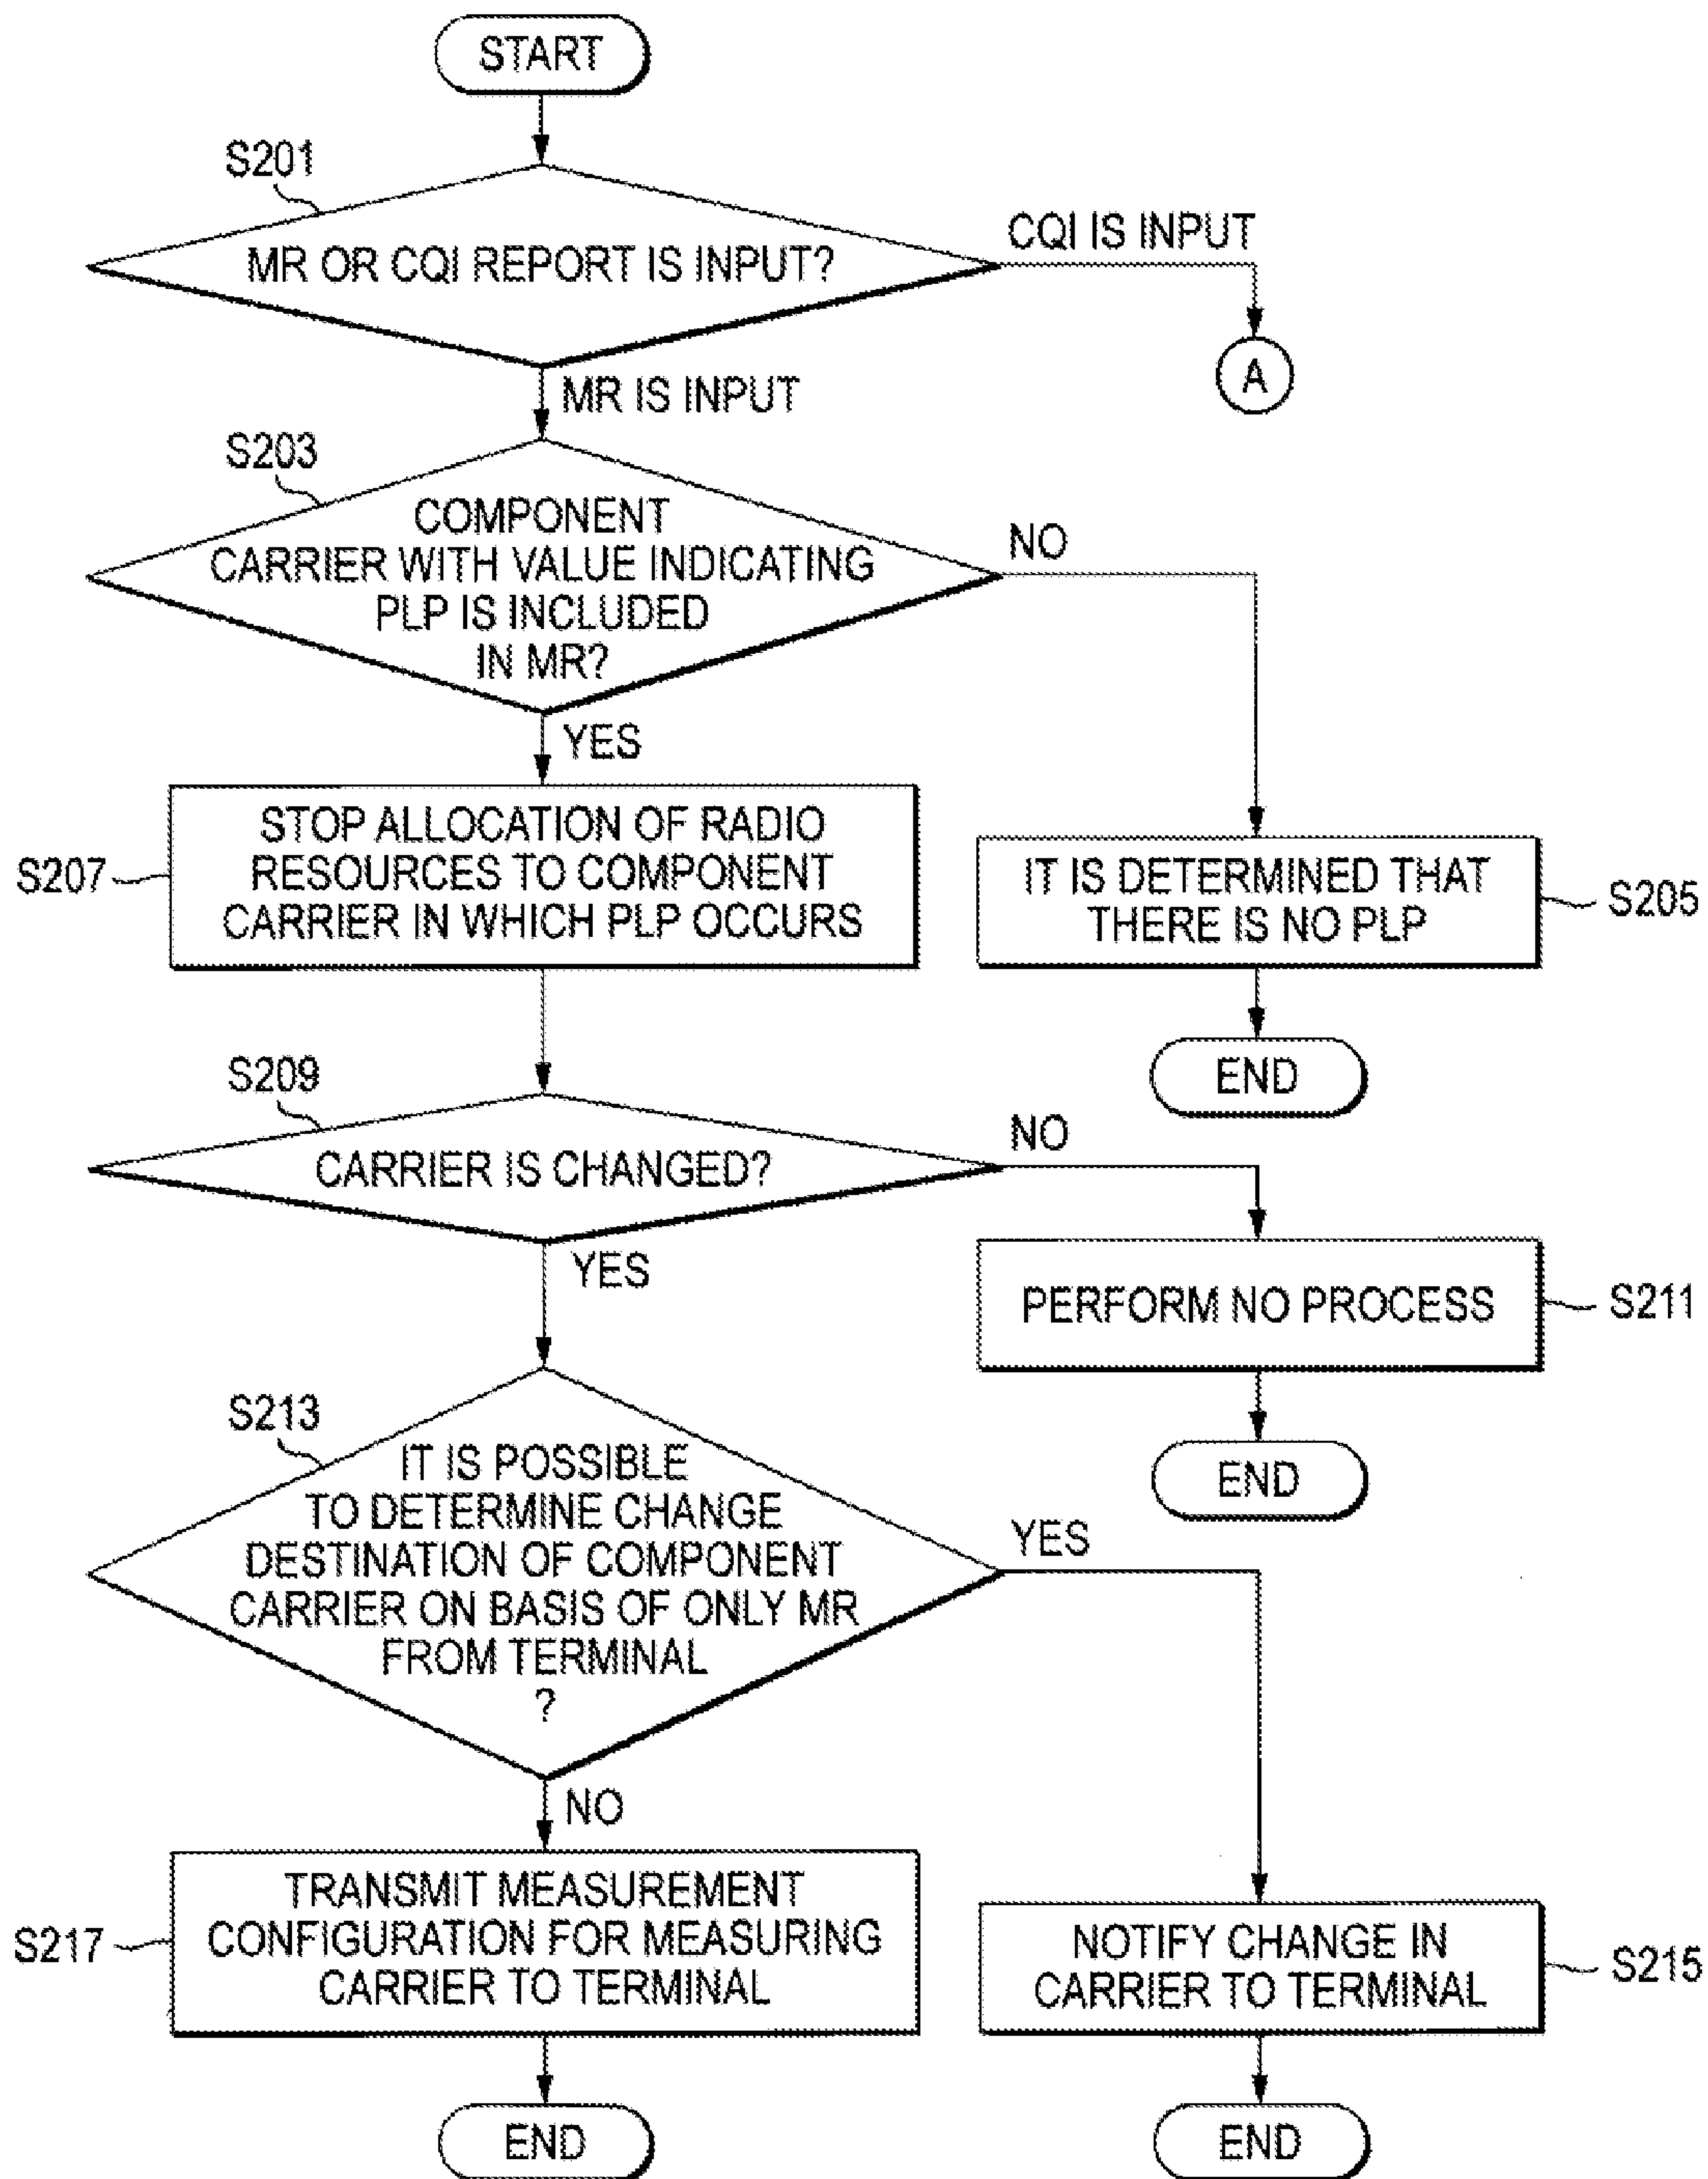 START
S201
MR OR CQI REPORT IS INPUT?
CQI IS INPUT
A
MR IS INPUT
S203
COMPONENT
CARRIER WITH VALUE INDICATING
PLP IS INCLUDED
IN MR?
NO
YES
S207
STOP ALLOCATION OF RADIO
RESOURCES TO COMPONENT
CARRIER IN WHICH PLP OCCURS
IT IS DETERMINED THAT
THERE IS NO PLP
S205
END
S209
CARRIER IS CHANGED?
NO
YES
PERFORM NO PROCESS
S211
END
S213
IT IS POSSIBLE
TO DETERMINE CHANGE
DESTINATION OF COMPONENT
CARRIER ON BASIS OF ONLY MR
FROM TERMINAL
?
YES
NO
S217
TRANSMIT MEASUREMENT
CONFIGURATION FOR MEASURING
CARRIER TO TERMINAL
NOTIFY CHANGE IN
CARRIER TO TERMINAL
S215
END
END